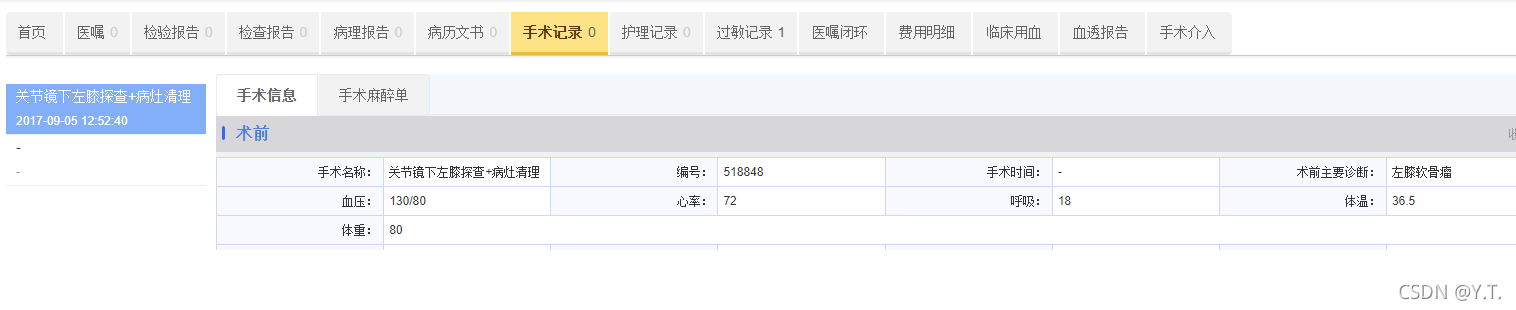 首页 医嘱 0 检验报告 0 检查报告 0 病理报告 0 病历文书 0 手术记录 0 护理记录 0 过敏记录 1 医嘱闭环 费用明细 临床用血 血透报告 手术介入
关节镜下左膝探查+病灶清理
2017-09-05 12:52:40
-
-
手术信息 手术麻醉单
术前
手术名称: 关节镜下左膝探查+病灶清理 编号: 518848 手术时间: - 术前主要诊断: 左膝软骨瘤
血压: 130/80 心率: 72 呼吸: 18 体温: 36.5
体重: 80
CSDN @Y.T.